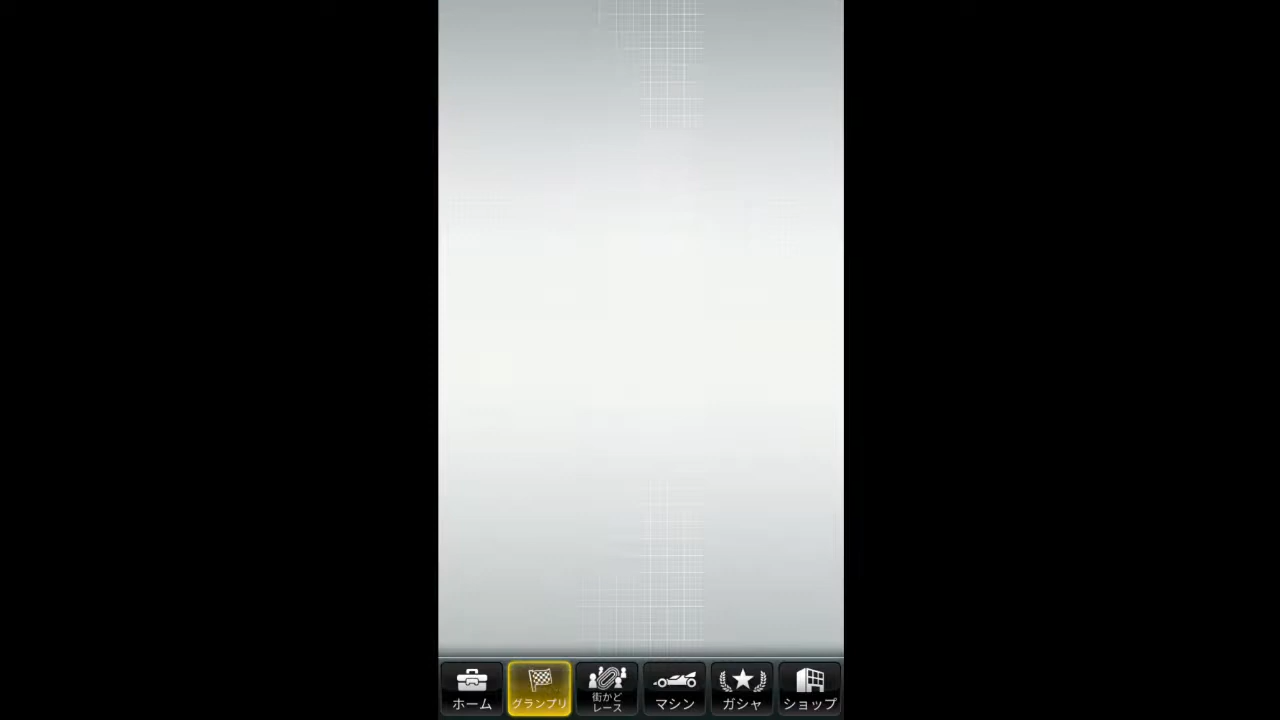 ホーム
グランプリ
街かど
レース
マシン
ガシャ
ショップ